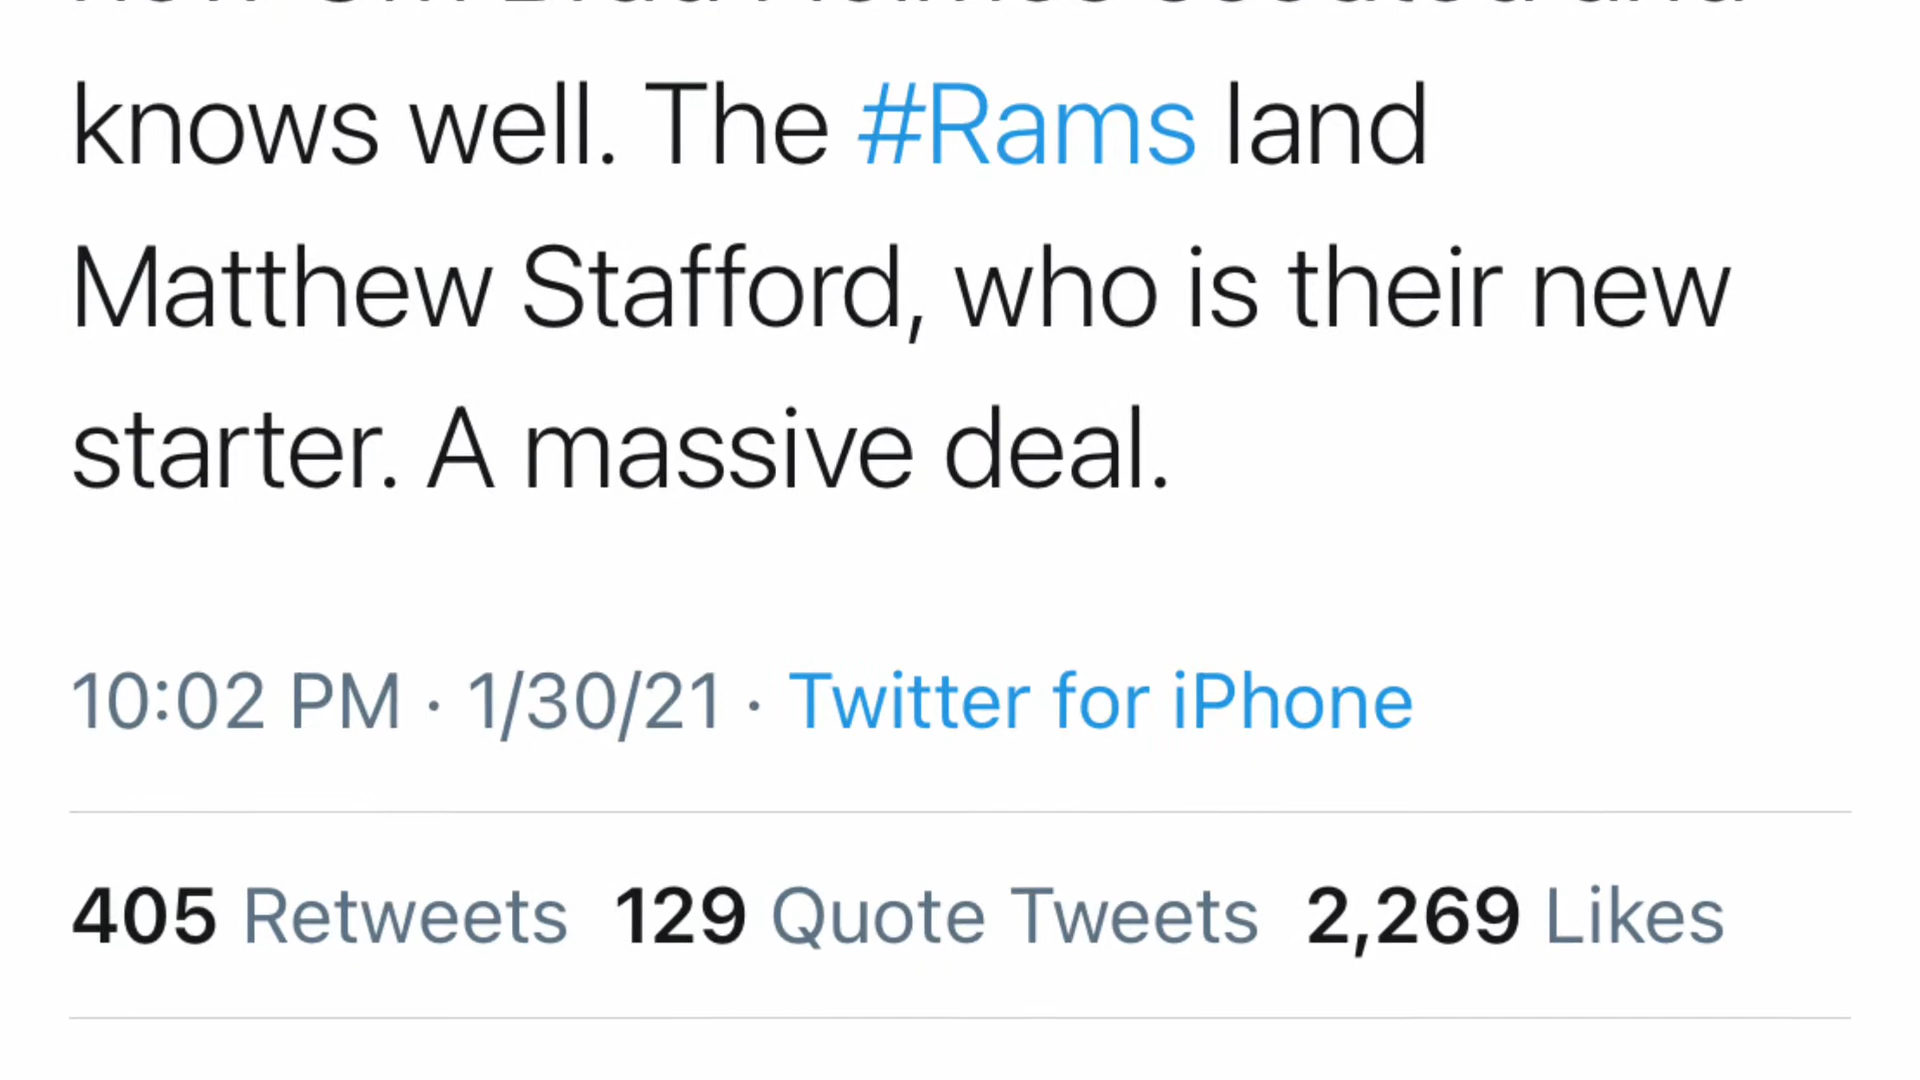 knows well. The #Rams land
Matthew Stafford, who is their new
starter. A massive deal.
10:02 PM · 1/30/21 · Twitter for iPhone
405 Retweets 129 Quote Tweets 2,269 Likes